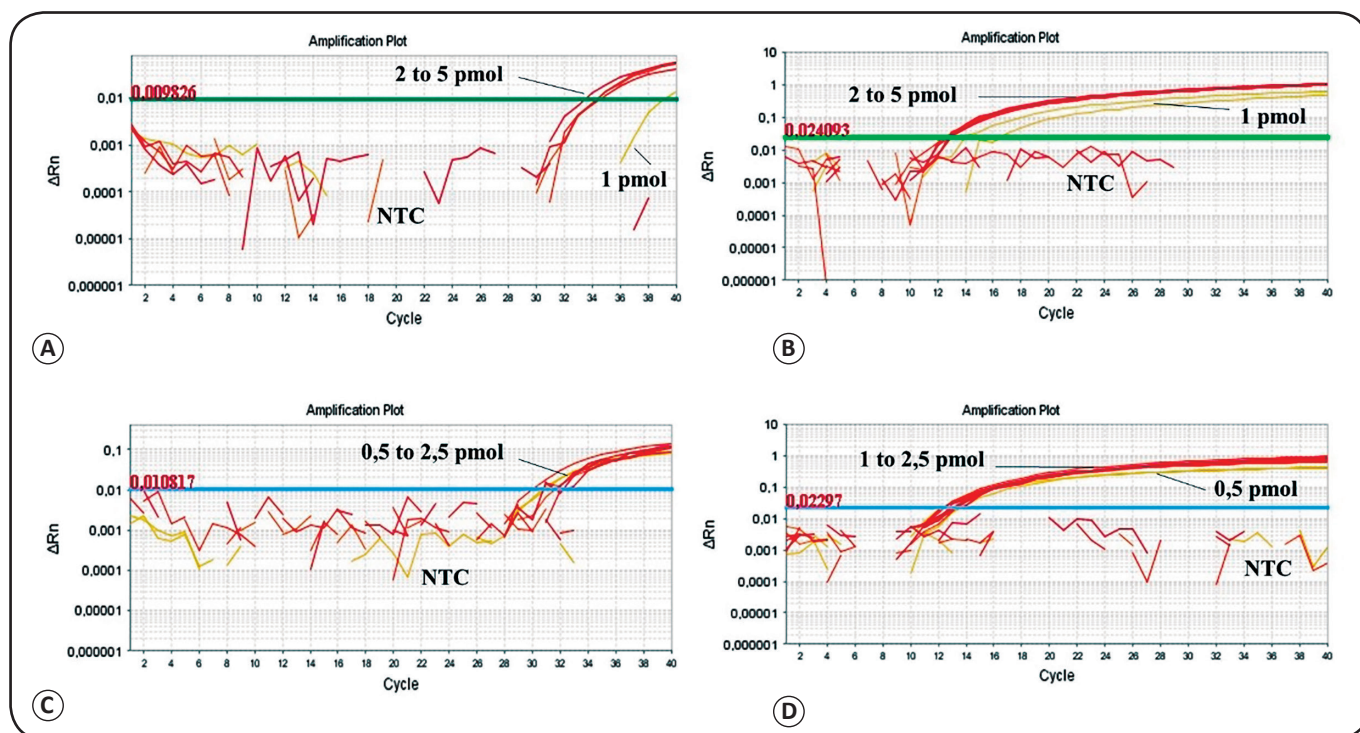 Amplification Plot
2 to 5 pmol
0.009826
0,01
0,001
0,0001
0,00001
0,000001
ΔRn
1 pmol
NTC
2 4 6 8 10 12 14 16 18 20 22 24 26 28 30 32 34 36 38 40
Cycle
A
Amplification Plot
10
1
0,1
0,01
0,001
0,0001
0,00001
0,000001
ΔRn
2 to 5 pmol
1 pmol
0,024093
NTC
2 4 6 8 10 12 14 16 18 20 22 24 26 28 30 32 34 36 38 40
Cycle
B
Amplification Plot
0,1
0,01
0,001
0,0001
0,00001
0,000001
ΔRn
0,5 to 2,5 pmol
0,010817
NTC
2 4 6 8 10 12 14 16 18 20 22 24 26 28 30 32 34 36 38 40
Cycle
C
Amplification Plot
10
1
0,1
0,01
0,001
0,0001
0,00001
0,000001
ΔRn
1 to 2,5 pmol
0,5 pmol
0,02297
NTC
2 4 6 8 10 12 14 16 18 20 22 24 26 28 30 32 34 36 38 40
Cycle
D